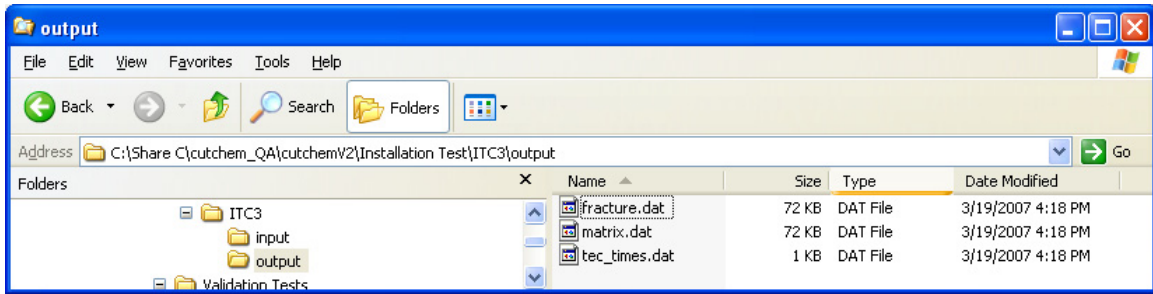 output
File Edit View Favorites Tools Help
Back Search Folders
Address C:\Share C\cutchem_QA\cutchemV2\Installation Test\ITC3\output Go
Folders × Name Size Type Date Modified
ITC3 fracture.dat 72 KB DAT File 3/19/2007 4:18 PM
input matrix.dat 72 KB DAT File 3/19/2007 4:18 PM
output tec_times.dat 1 KB DAT File 3/19/2007 4:18 PM
Validation Tests